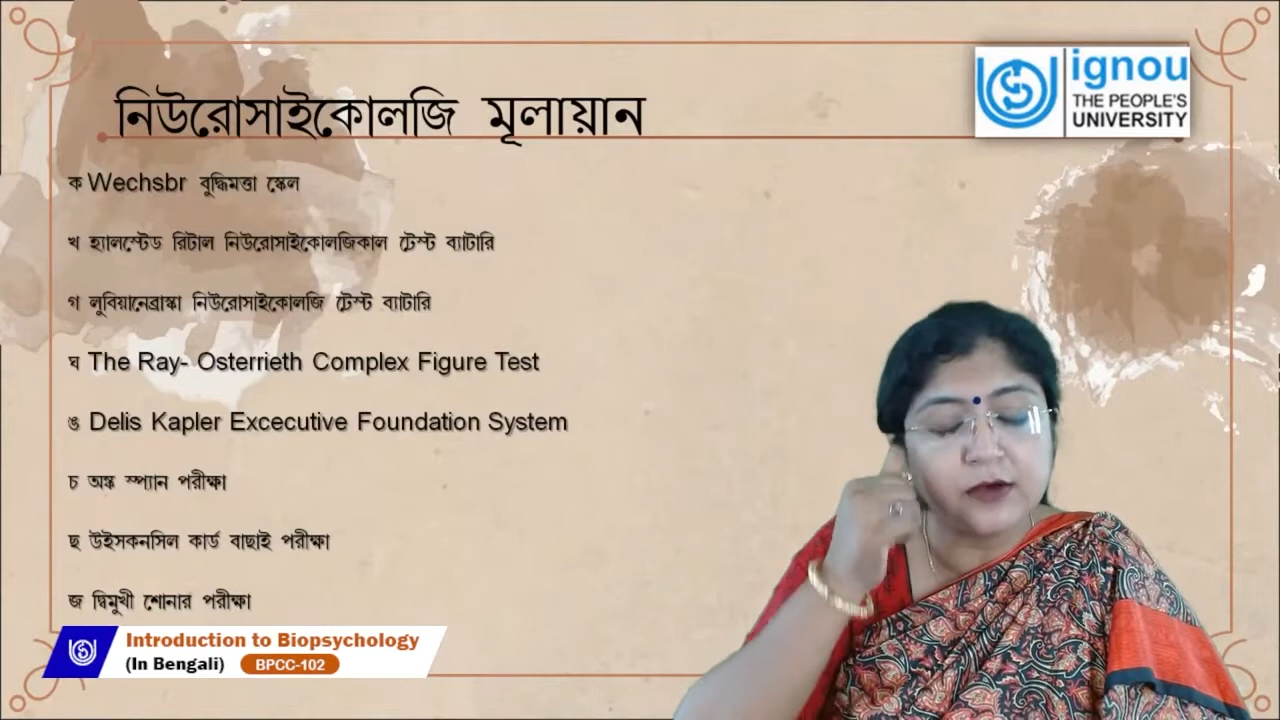 নিউরোসাইকোলজি মূলায়ান
ignou
THE PEOPLE'S
UNIVERSITY
ক Wechsbr বুদ্ধিমত্তা স্কেল
খ হ্যালস্টেড রিটাল নিউরোসাইকোলজিকাল টেস্ট ব্যাটারি
গ লুবিয়ানেব্রাস্কা নিউরোসাইকোলজি টেস্ট ব্যাটারি
ঘ The Ray- Osterrieth Complex Figure Test
ঙ Delis Kapler Excecutive Foundation System
চ অঙ্ক স্প্যান পরীক্ষা
ছ উইসকনসিল কার্ড বাছাই পরীক্ষা
জ দ্বিমুখী শোনার পরীক্ষা
Introduction to Biopsychology
(In Bengali) BPCC-102